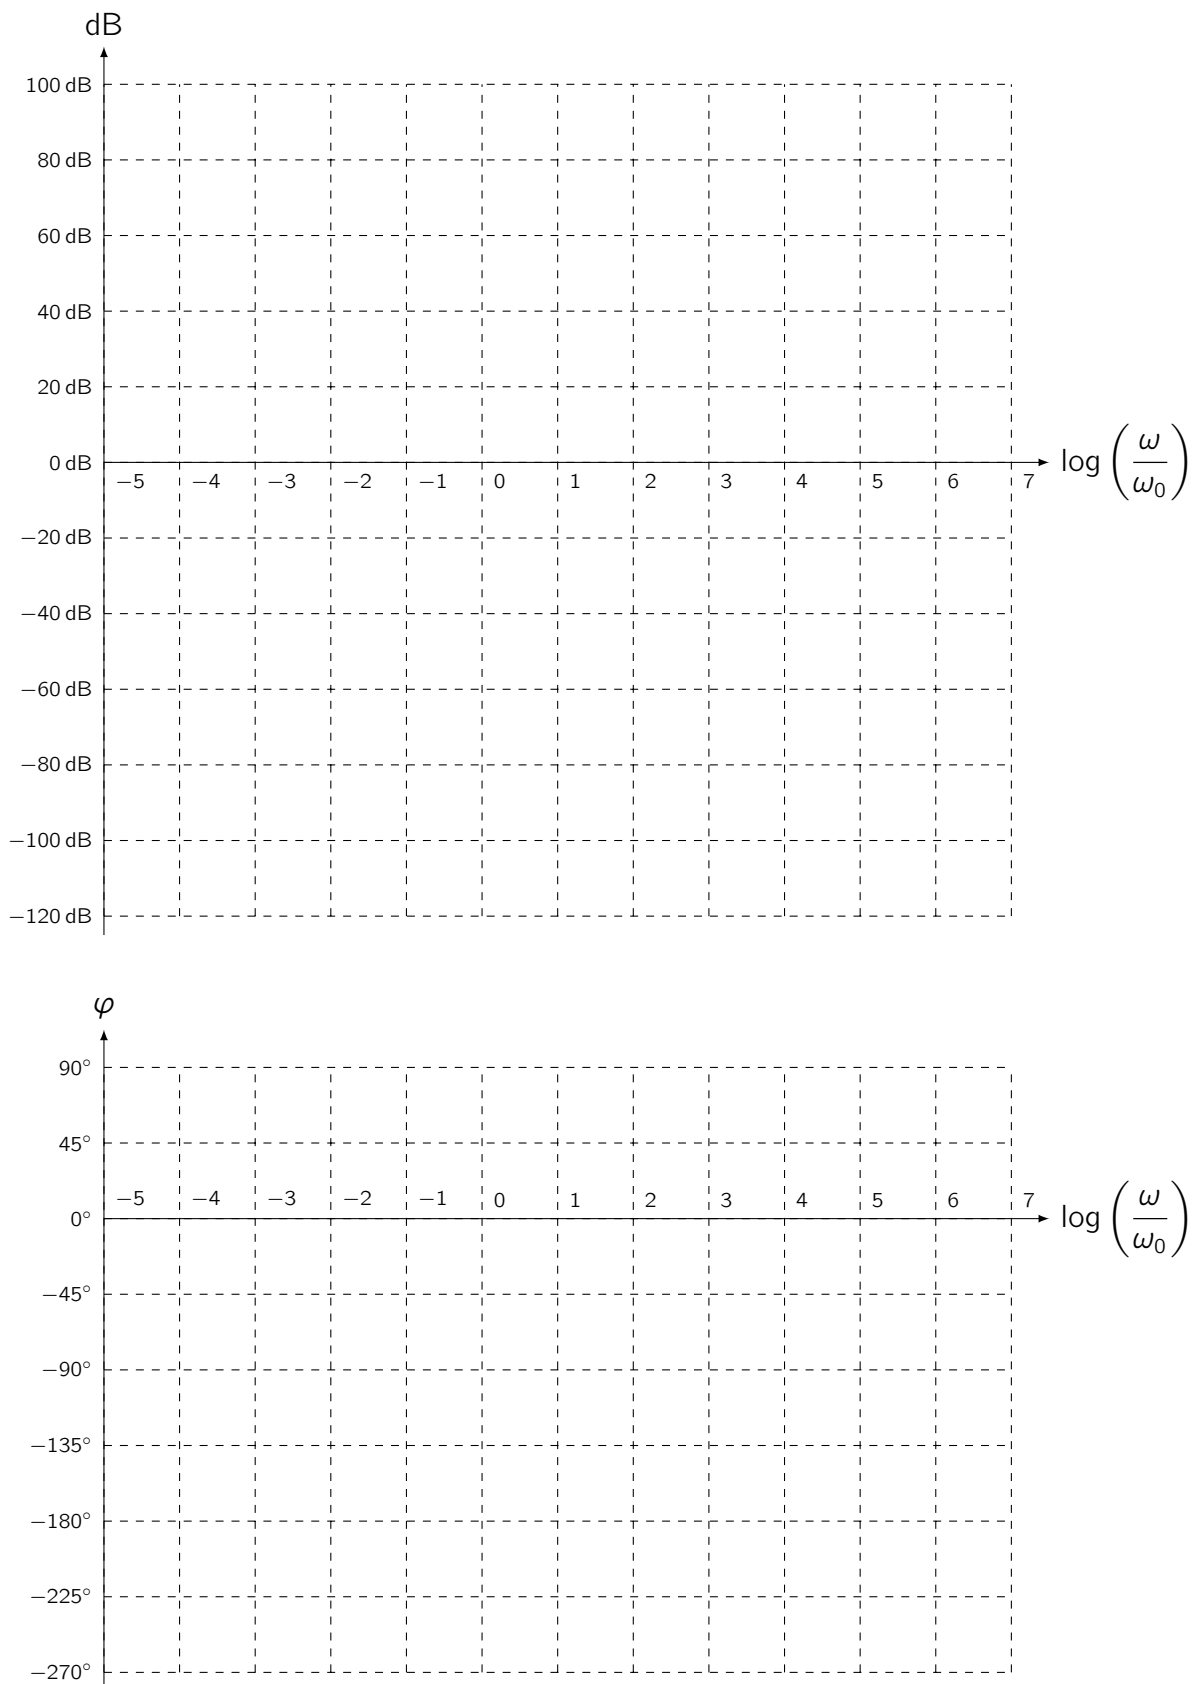 dB
100 dB
80 dB
60 dB
40 dB
20 dB
0 dB
−5 −4 −3 −2 −1 0 1 2 3 4 5 6 7
log (ω/ω₀)
−20 dB
−40 dB
−60 dB
−80 dB
−100 dB
−120 dB
φ
90°
45°
−5 −4 −3 −2 −1 0 1 2 3 4 5 6 7
0°
log (ω/ω₀)
−45°
−90°
−135°
−180°
−225°
−270°